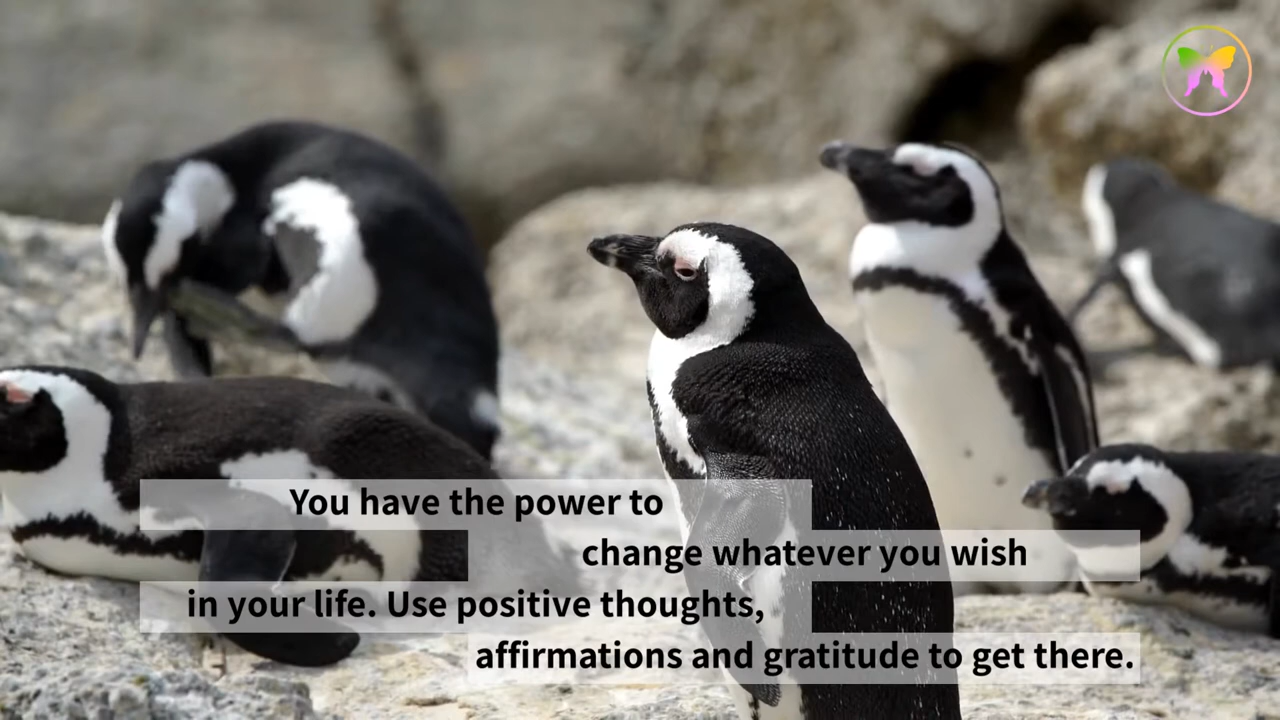 You have the power to
change whatever you wish
in your life. Use positive thoughts,
affirmations and gratitude to get there.